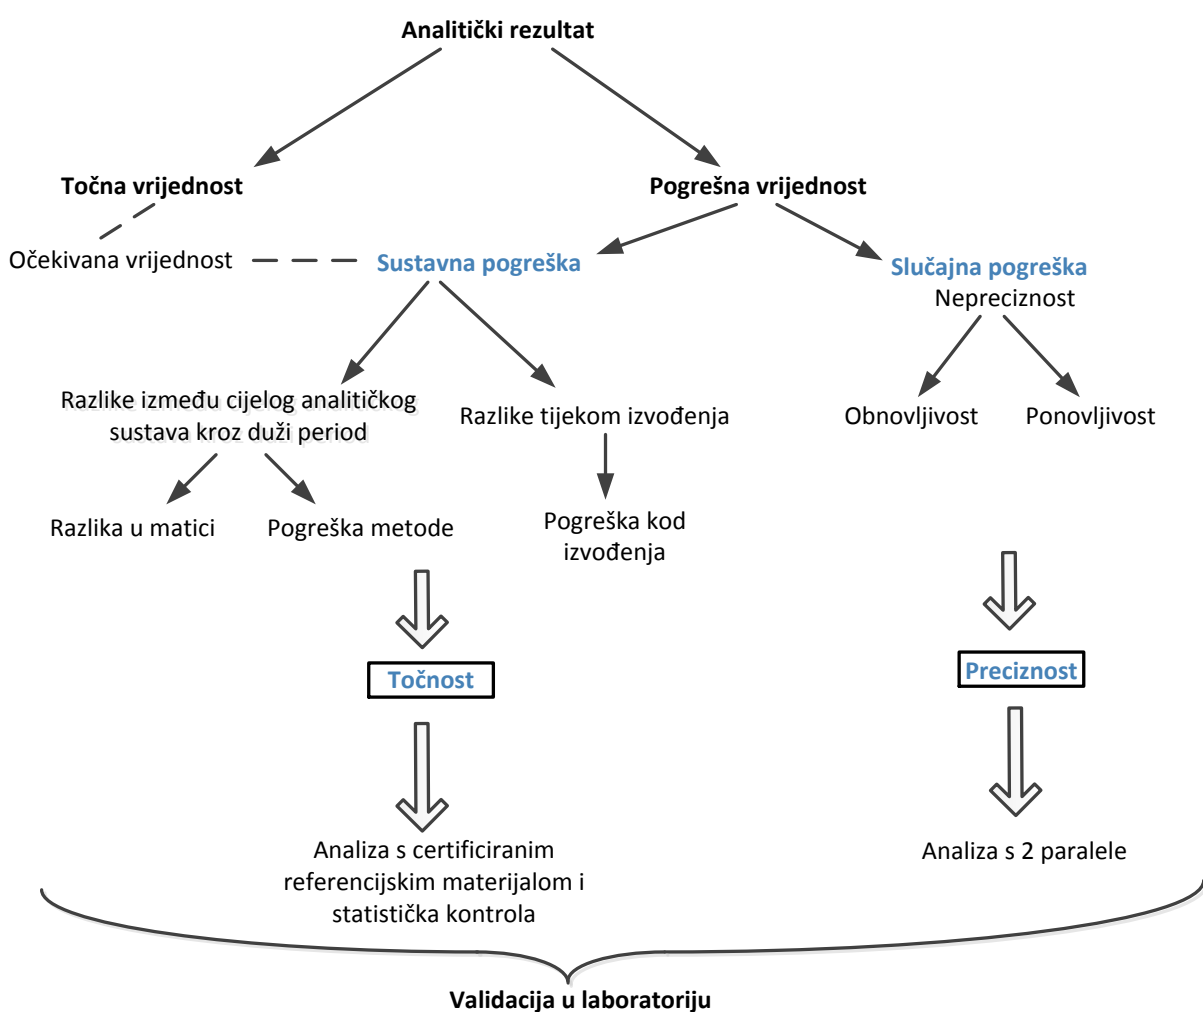 Analitički rezultat
Točna vrijednost
Pogrešna vrijednost
Očekivana vrijednost
Sustavna pogreška
Slučajna pogreška
Nepreciznost
Razlike između cijelog analitičkog
sustava kroz duži period
Razlike tijekom izvođenja
Obnovljivost
Ponovljivost
Razlika u matici
Pogreška metode
Pogreška kod
izvođenja
Točnost
Preciznost
Analiza s certificiranim
referencijskim materijalom i
statistička kontrola
Analiza s 2 paralele
Validacija u laboratoriju